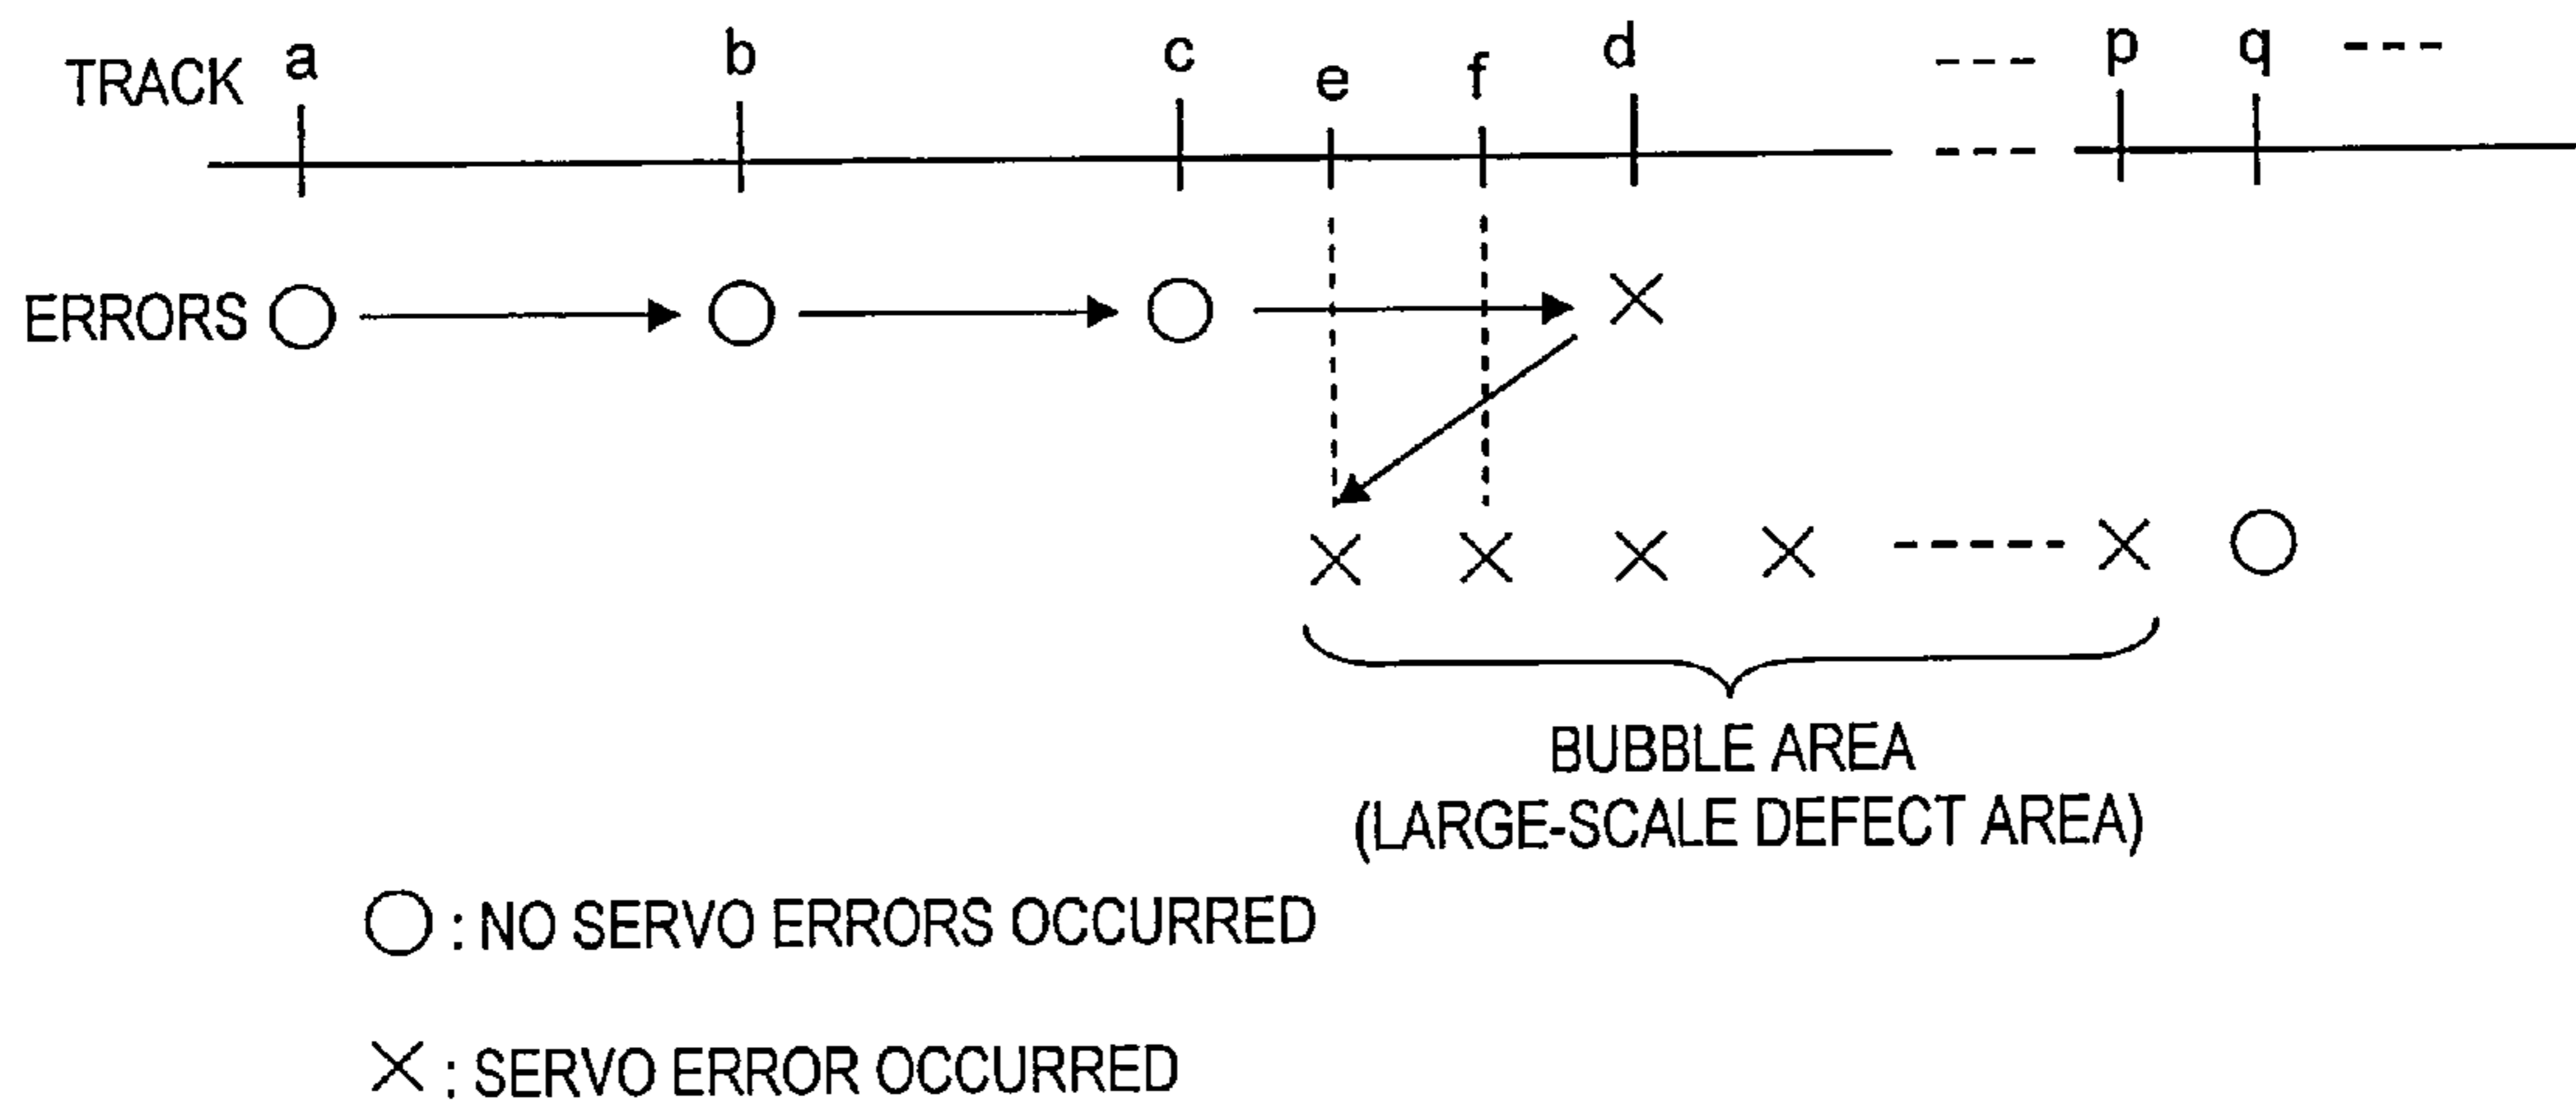 TRACK a b c e f d ---- p q ---
ERRORS
BUBBLE AREA
(LARGE-SCALE DEFECT AREA)
: NO SERVO ERRORS OCCURRED
: SERVO ERROR OCCURRED